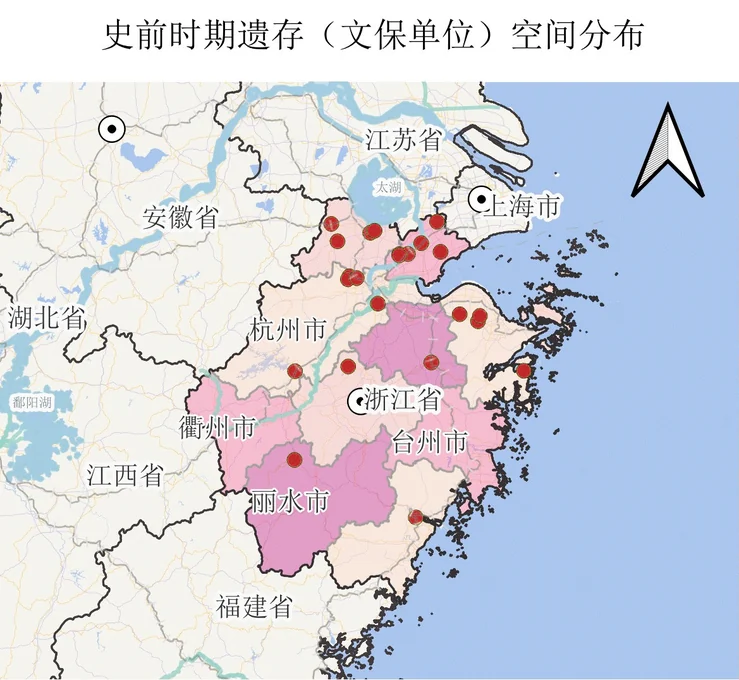 史前时期遗存（文保单位）空间分布
江苏省
太湖
上海市
安徽省
湖北省
杭州市
鄱阳湖
浙江省
衢州市
台州市
江西省
丽水市
福建省